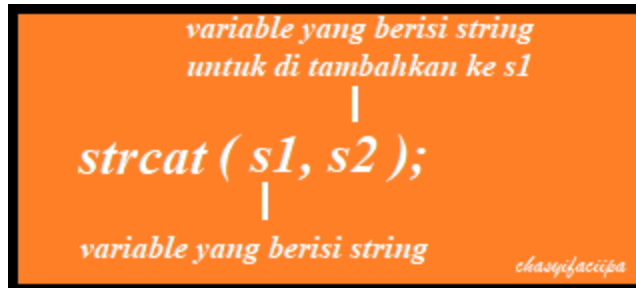 variable yang berisi string
untuk di tambahkan ke s1
strcat ( s1, s2 );
variable yang berisi string
chasyifaciipa